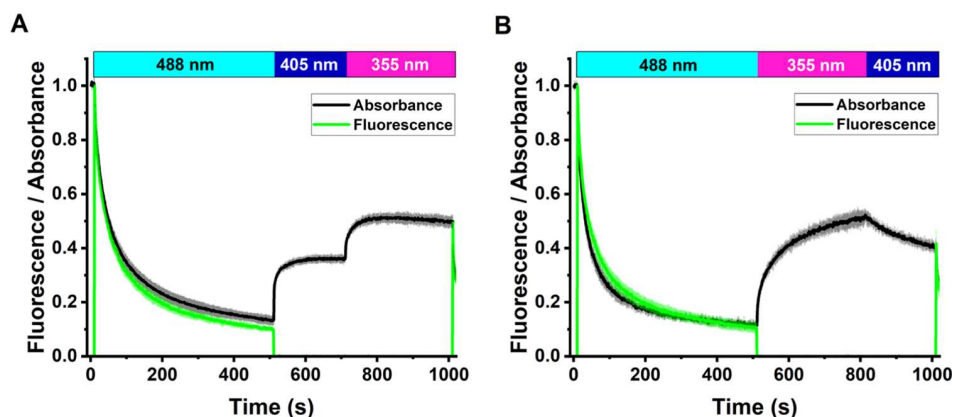 A
488 nm 405 nm 355 nm
Absorbance
Fluorescence
Fluorescence / Absorbance
1.0
0.8
0.6
0.4
0.2
0.0
0 200 400 600 800 1000
Time (s)
B
488 nm 355 nm 405 nm
Absorbance
Fluorescence
Fluorescence / Absorbance
1.0
0.8
0.6
0.4
0.2
0.0
0 200 400 600 800 1000
Time (s)